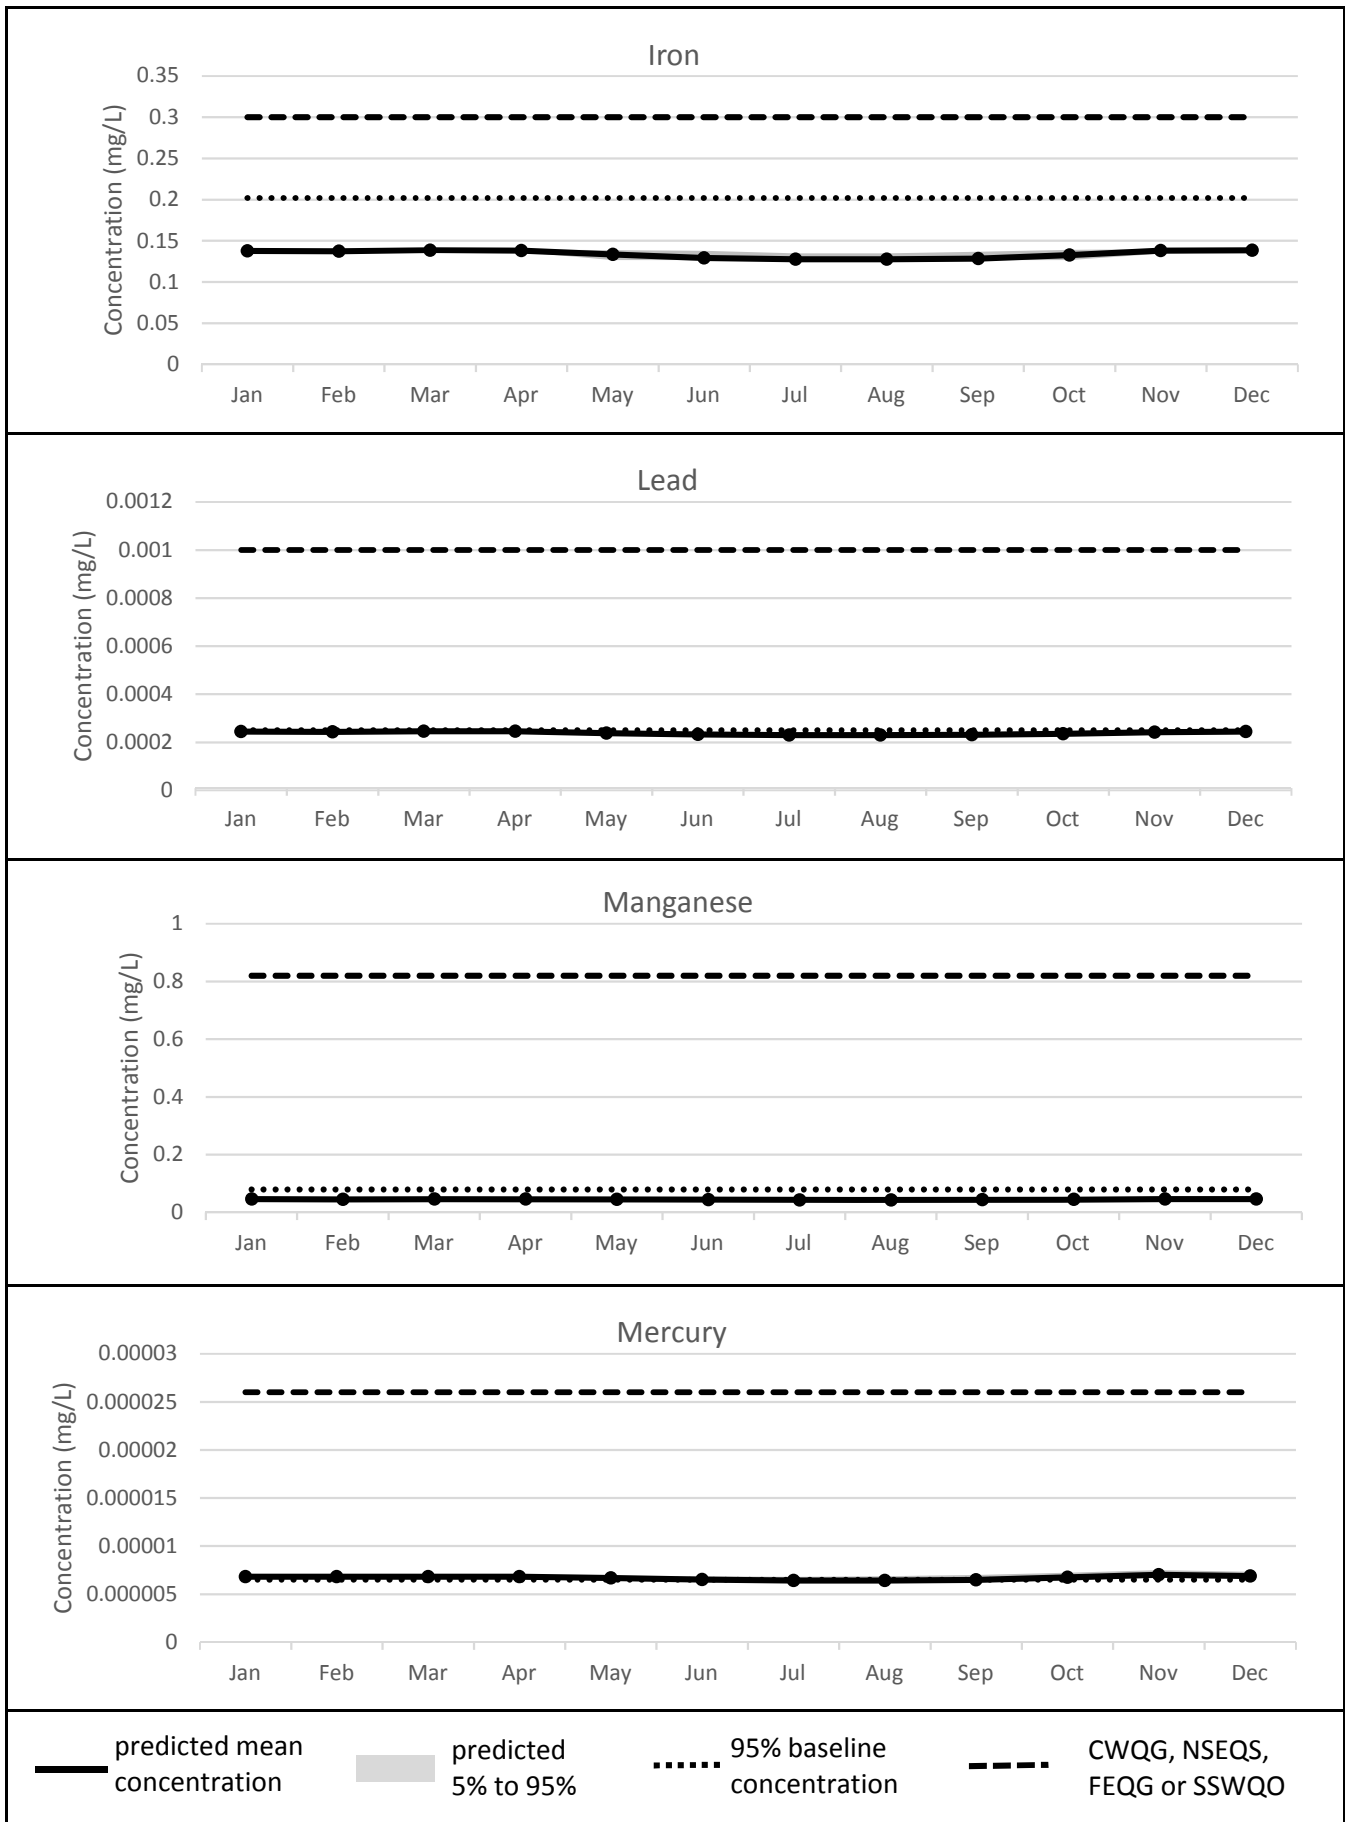 Iron
Concentration (mg/L)
0.35
0.3
0.25
0.2
0.15
0.1
0.05
0
Jan Feb Mar Apr May Jun Jul Aug Sep Oct Nov Dec
Lead
Concentration (mg/L)
0.0012
0.001
0.0008
0.0006
0.0004
0.0002
0
Jan Feb Mar Apr May Jun Jul Aug Sep Oct Nov Dec
Manganese
Concentration (mg/L)
1
0.8
0.6
0.4
0.2
0
Jan Feb Mar Apr May Jun Jul Aug Sep Oct Nov Dec
Mercury
Concentration (mg/L)
0.00003
0.000025
0.00002
0.000015
0.00001
0.000005
0
Jan Feb Mar Apr May Jun Jul Aug Sep Oct Nov Dec
predicted mean
concentration
predicted
5% to 95%
95% baseline
concentration
CWQG, NSEQS,
FEQG or SSWQO